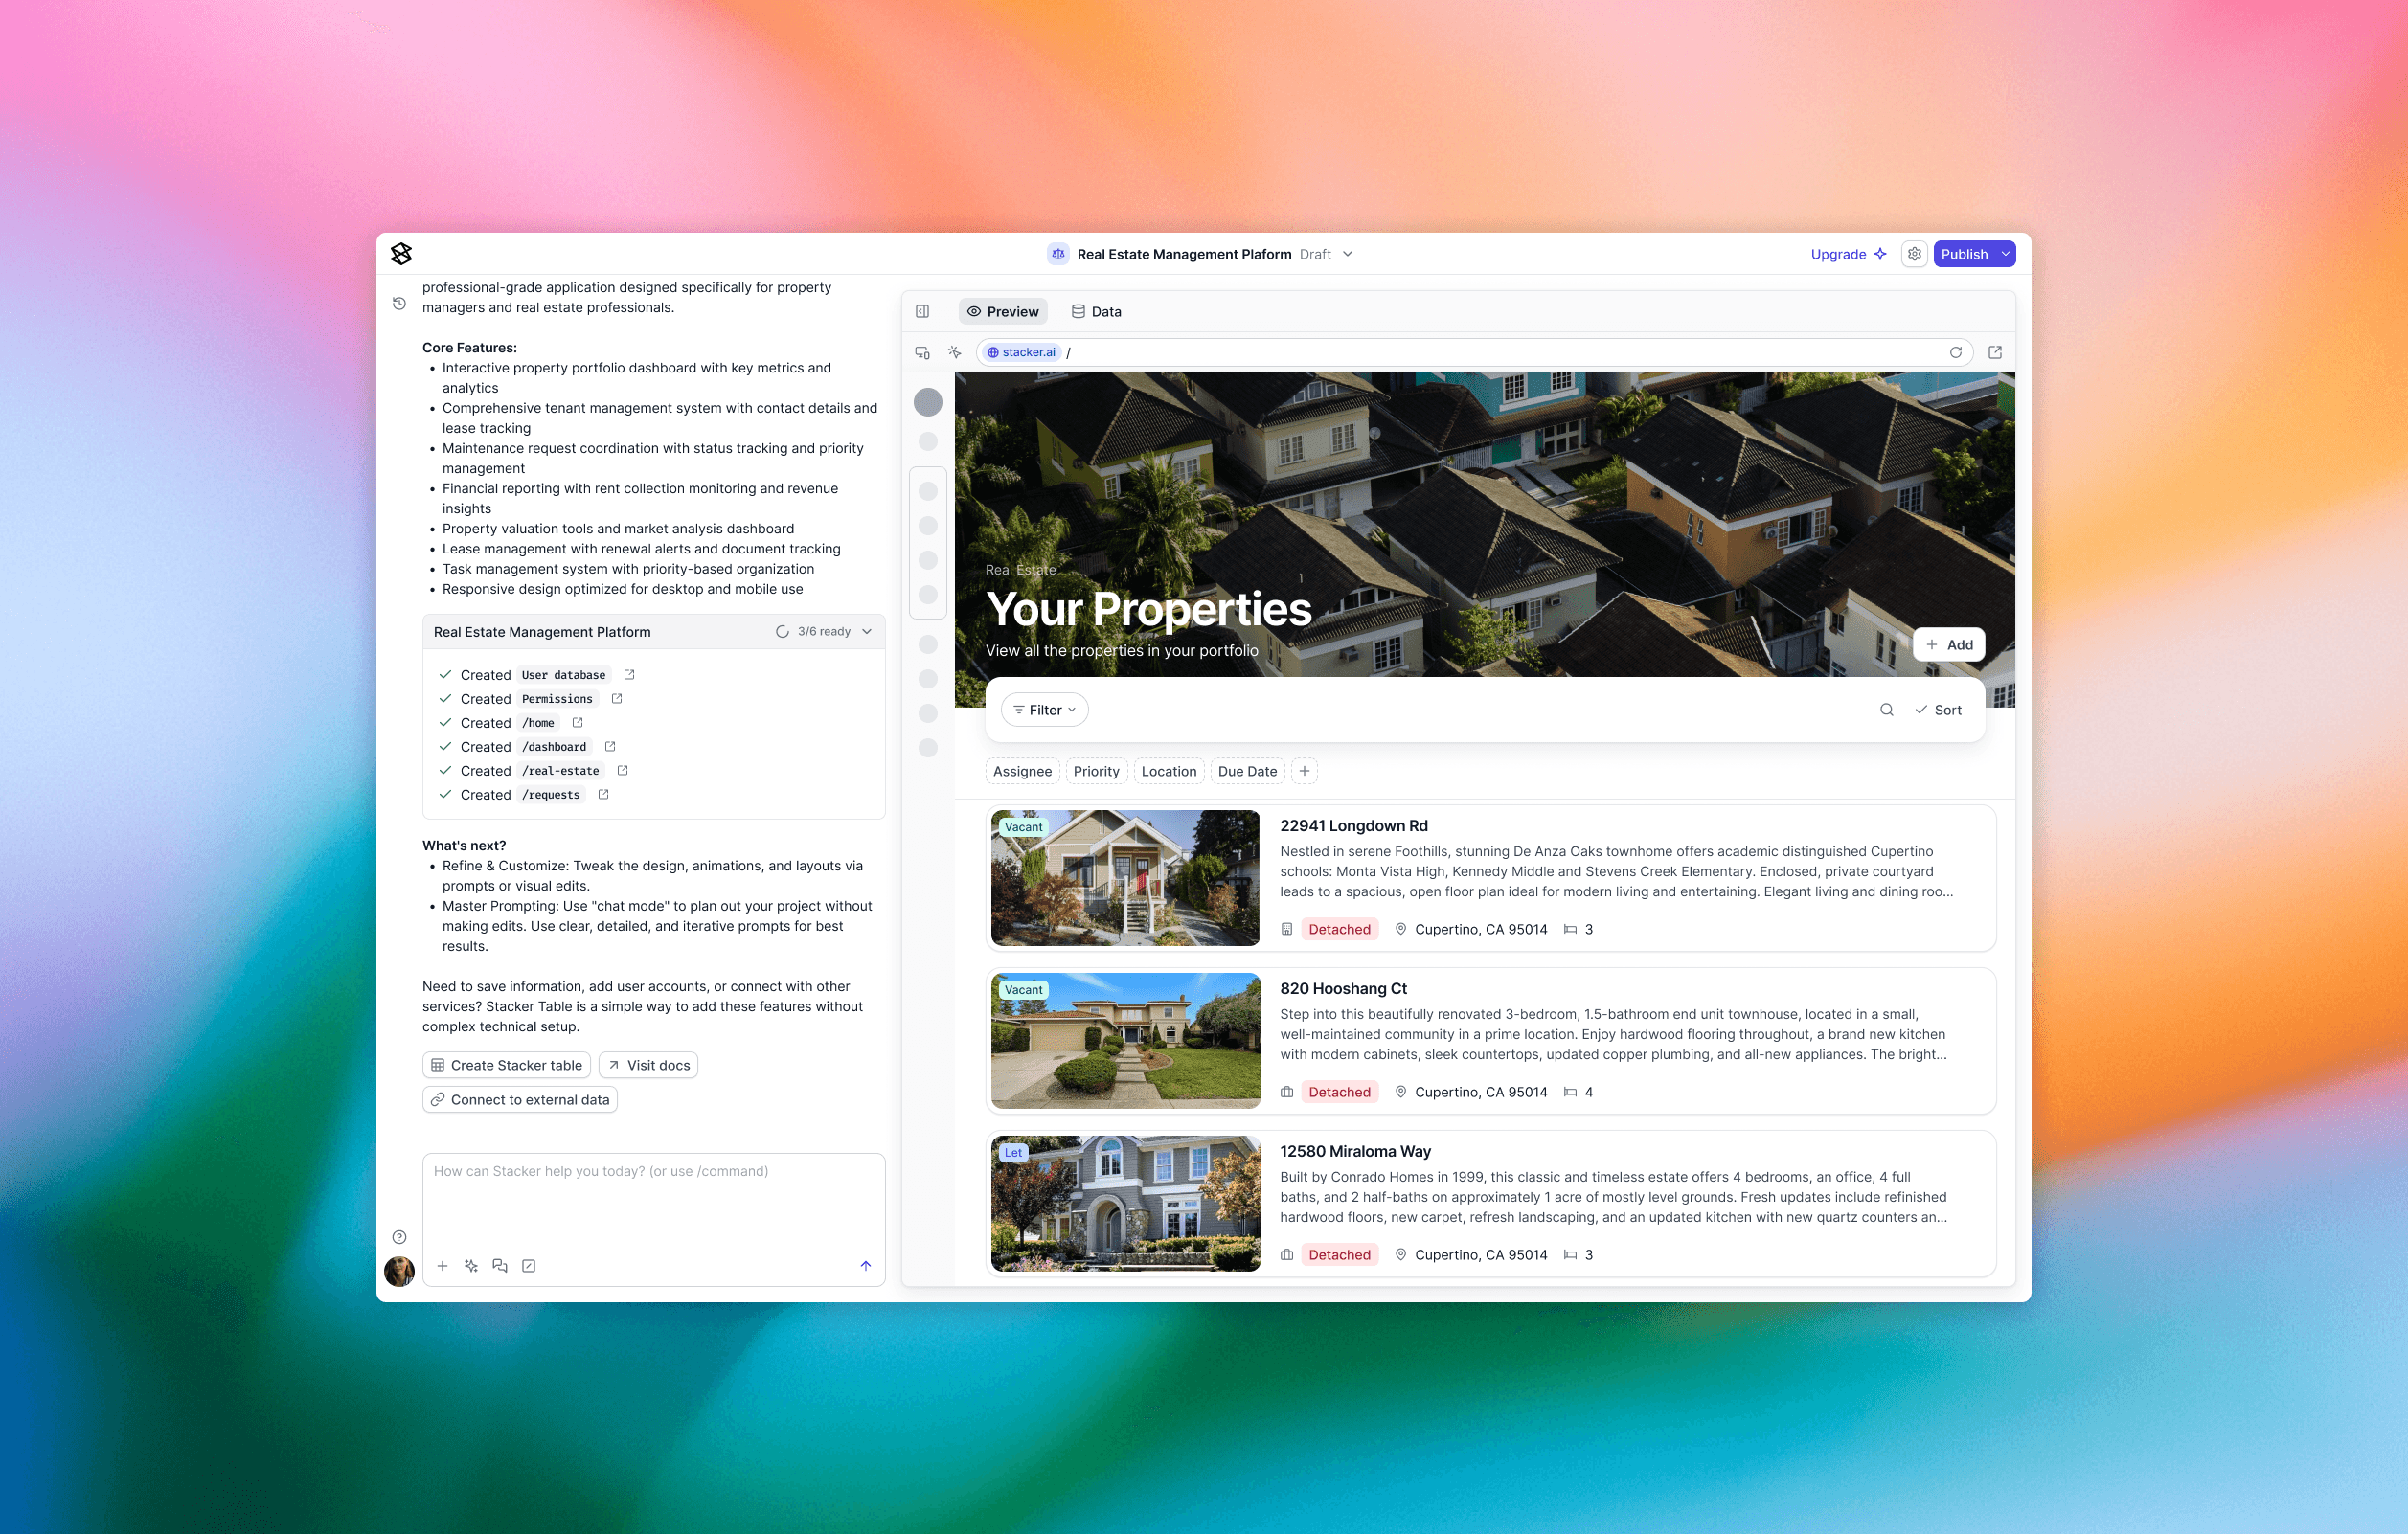 Real Estate Management Plaform Draft
Upgrade
Publish
professional-grade application designed specifically for property
managers and real estate professionals.
Core Features:
• Interactive property portfolio dashboard with key metrics and
analytics
• Comprehensive tenant management system with contact details and
lease tracking
• Maintenance request coordination with status tracking and priority
management
• Financial reporting with rent collection monitoring and revenue
insights
• Property valuation tools and market analysis dashboard
• Lease management with renewal alerts and document tracking
• Task management system with priority-based organization
• Responsive design optimized for desktop and mobile use
Real Estate Management Platform 3/6 ready
Created User database
Created Permissions
Created /home
Created /dashboard
Created /real-estate
Created /requests
What's next?
• Refine & Customize: Tweak the design, animations, and layouts via
prompts or visual edits.
• Master Prompting: Use "chat mode" to plan out your project without
making edits. Use clear, detailed, and iterative prompts for best
results.
Need to save information, add user accounts, or connect with other
services? Stacker Table is a simple way to add these features without
complex technical setup.
Create Stacker table Visit docs
Connect to external data
How can Stacker help you today? (or use /command)
Preview Data
stacker.ai /
Real Estate
Your Properties
View all the properties in your portfolio
Add
Filter Sort
Assignee Priority Location Due Date
Vacant
22941 Longdown Rd
Nestled in serene Foothills, stunning De Anza Oaks townhome offers academic distinguished Cupertino
schools: Monta Vista High, Kennedy Middle and Stevens Creek Elementary. Enclosed, private courtyard
leads to a spacious, open floor plan ideal for modern living and entertaining. Elegant living and dining roo...
Detached Cupertino, CA 95014 3
Vacant
820 Hooshang Ct
Step into this beautifully renovated 3-bedroom, 1.5-bathroom end unit townhouse, located in a small,
well-maintained community in a prime location. Enjoy hardwood flooring throughout, a brand new kitchen
with modern cabinets, sleek countertops, updated copper plumbing, and all-new appliances. The bright...
Detached Cupertino, CA 95014 4
Let
12580 Miraloma Way
Built by Conrado Homes in 1999, this classic and timeless estate offers 4 bedrooms, an office, 4 full
baths, and 2 half-baths on approximately 1 acre of mostly level grounds. Fresh updates include refinished
hardwood floors, new carpet, refresh landscaping, and an updated kitchen with new quartz counters an...
Detached Cupertino, CA 95014 3